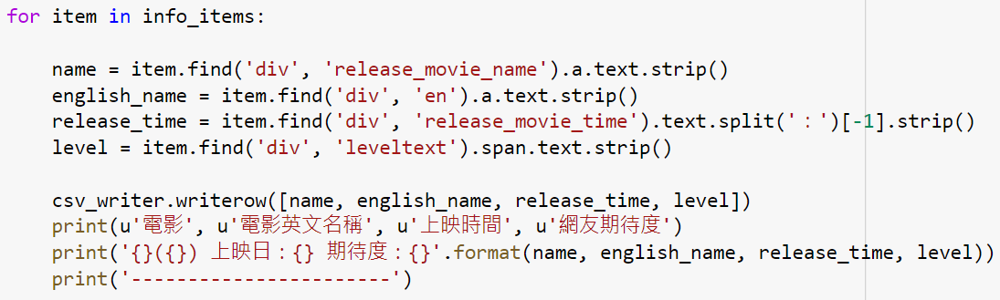 for item in info_items:
name = item.find('div', 'release_movie_name').a.text.strip()
english_name = item.find('div', 'en').a.text.strip()
release_time = item.find('div', 'release_movie_time').text.split('：')[-1].strip()
level = item.find('div', 'leveltext').span.text.strip()
csv_writer.writerow([name, english_name, release_time, level])
print(u'電影', u'電影英文名稱', u'上映時間', u'網友期待度')
print('{}({}) 上映日：{} 期待度：{}'.format(name, english_name, release_time, level))
print('-----------------------')